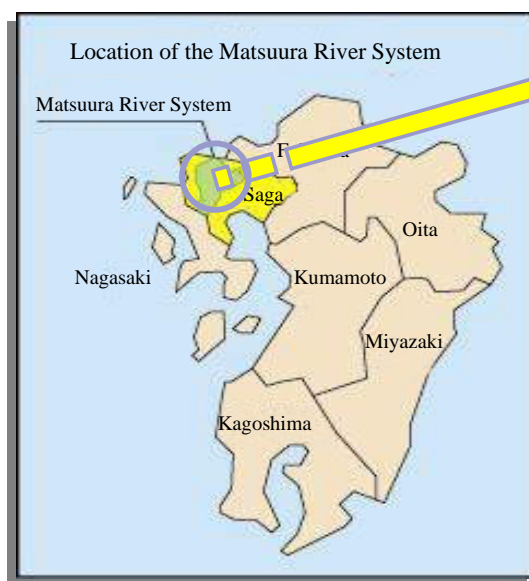 Location of the Matsuura River System
Matsuura River System
Saga
Oita
Nagasaki
Kumamoto
Miyazaki
Kagoshima